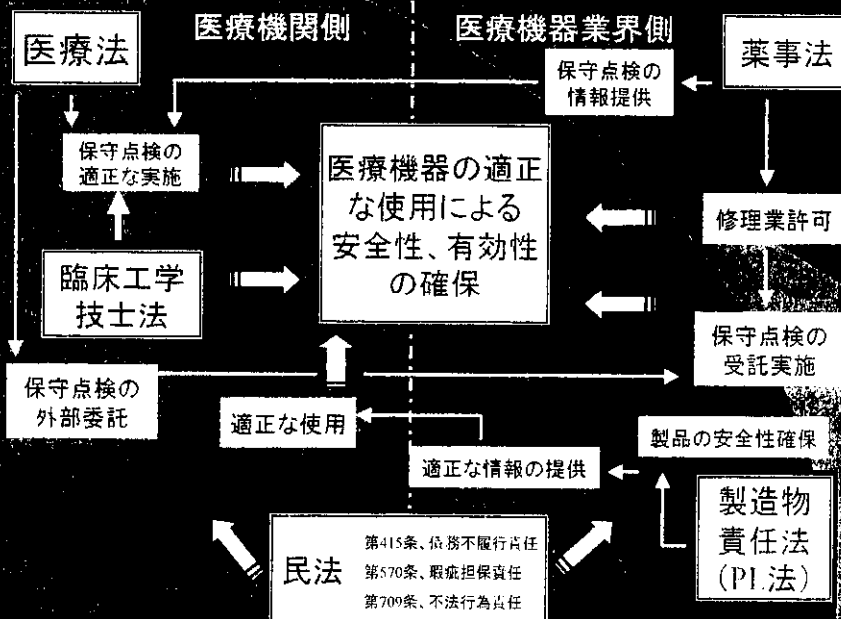 医療機関側
医療機器業界側
医療法
薬事法
保守点検の
情報提供
保守点検の
適正な実施
医療機器の適正
な使用による
安全性、有効性
の確保
修理業許可
臨床工学
技士法
保守点検の
受託実施
保守点検の
外部委託
適正な使用
製品の安全性確保
適正な情報の提供
製造物
責任法
(PL法)
民法
第415条、債務不履行責任
第570条、瑕疵担保責任
第709条、不法行為責任